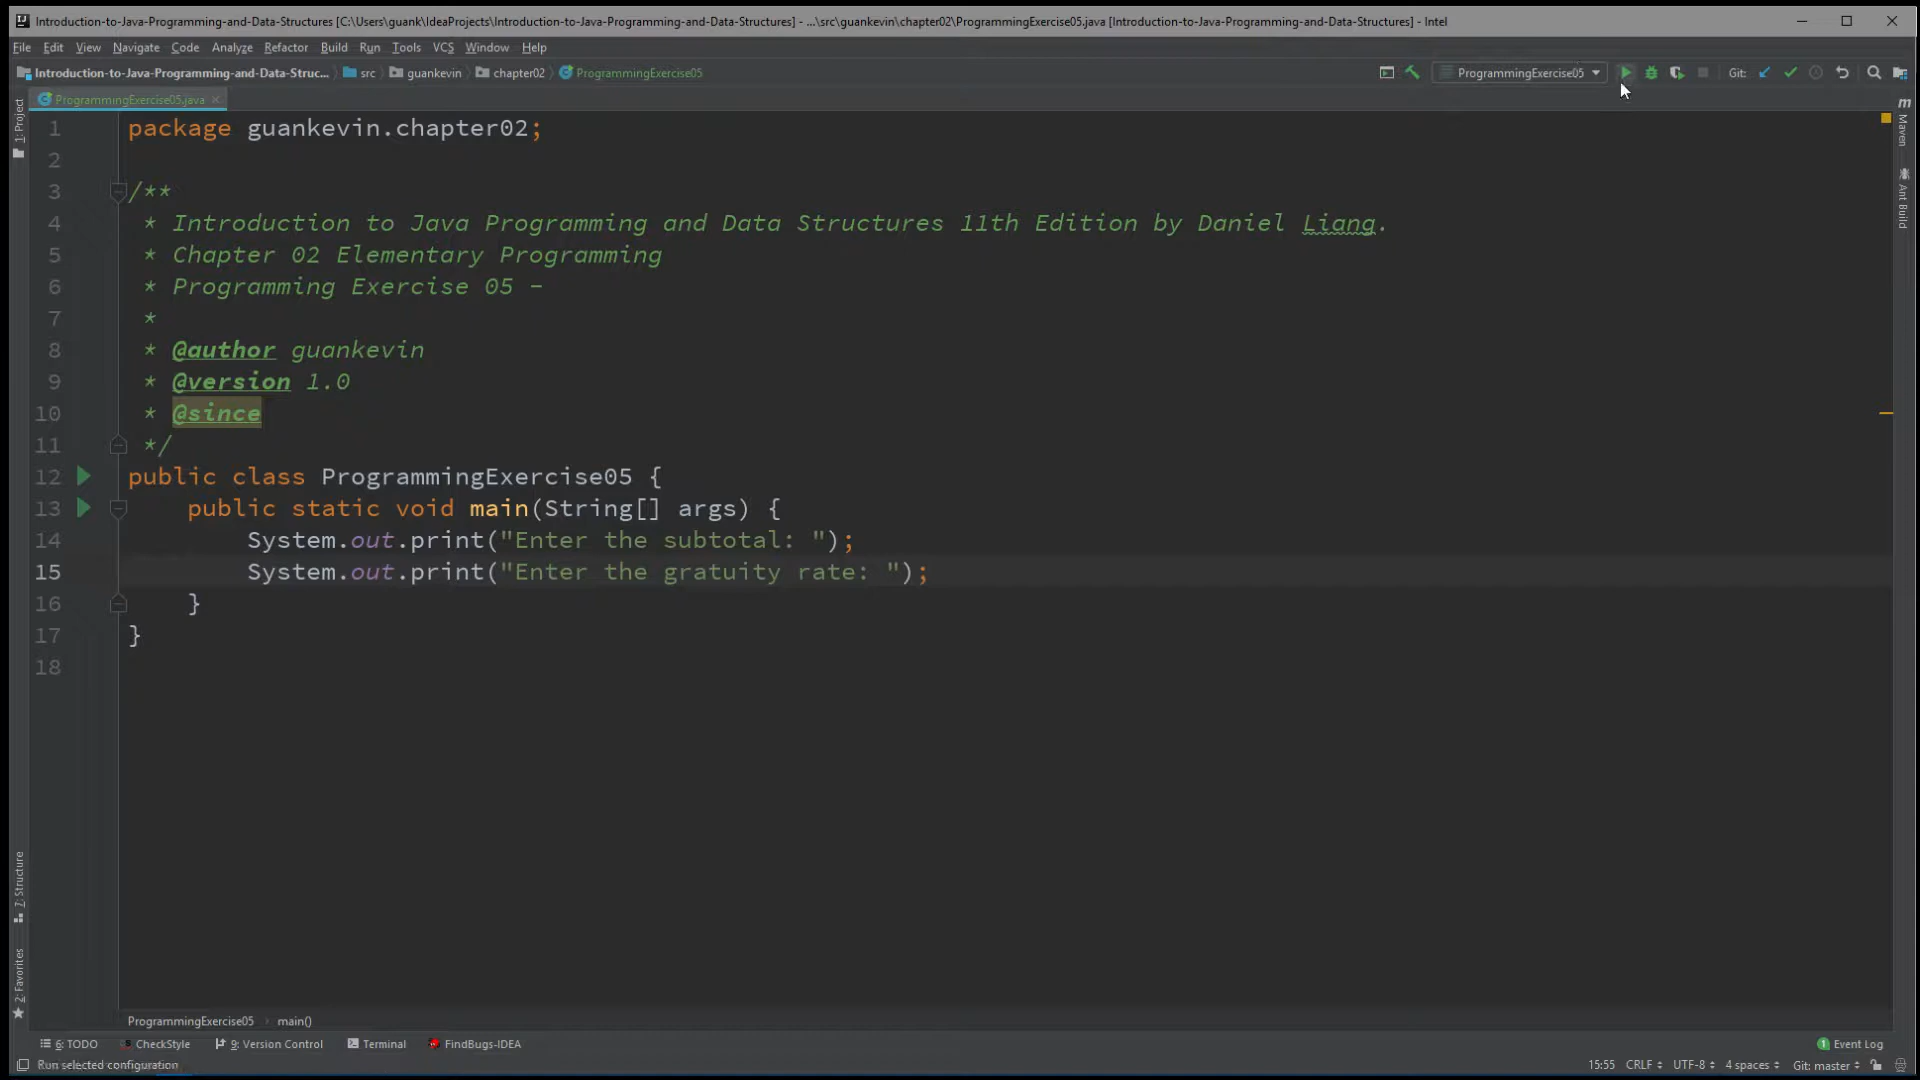 Introduction-to-Java-Programming-and-Data-Structures [C:\Users\guank\IdeaProjects\Introduction-to-Java-Programming-and-Data-Structures] - ...\src\guankevin\chapter02\ProgrammingExercise05.java [Introduction-to-Java-Programming-and-Data-Structures] - Intel
File Edit View Navigate Code Analyze Refactor Build Run Tools VCS Window Help
Introduction-to-Java-Programming-and-Data-Struc... src guankevin chapter02 ProgrammingExercise05 ProgrammingExercise05 Git:
ProgrammingExercise05.java
1: Project
m Maven
Ant Build
1 package guankevin.chapter02;
2
3 /**
4 * Introduction to Java Programming and Data Structures 11th Edition by Daniel Liang.
5 * Chapter 02 Elementary Programming
6 * Programming Exercise 05 -
7 *
8 * @author guankevin
9 * @version 1.0
10 * @since
11 */
12 public class ProgrammingExercise05 {
13 public static void main(String[] args) {
14 System.out.print("Enter the subtotal: ");
15 System.out.print("Enter the gratuity rate: ");
16 }
17 }
18
7: Structure
2: Favorites
ProgrammingExercise05 main()
6: TODO CheckStyle 9: Version Control Terminal FindBugs-IDEA 1 Event Log
Run selected configuration 15:55 CRLF UTF-8 4 spaces Git: master